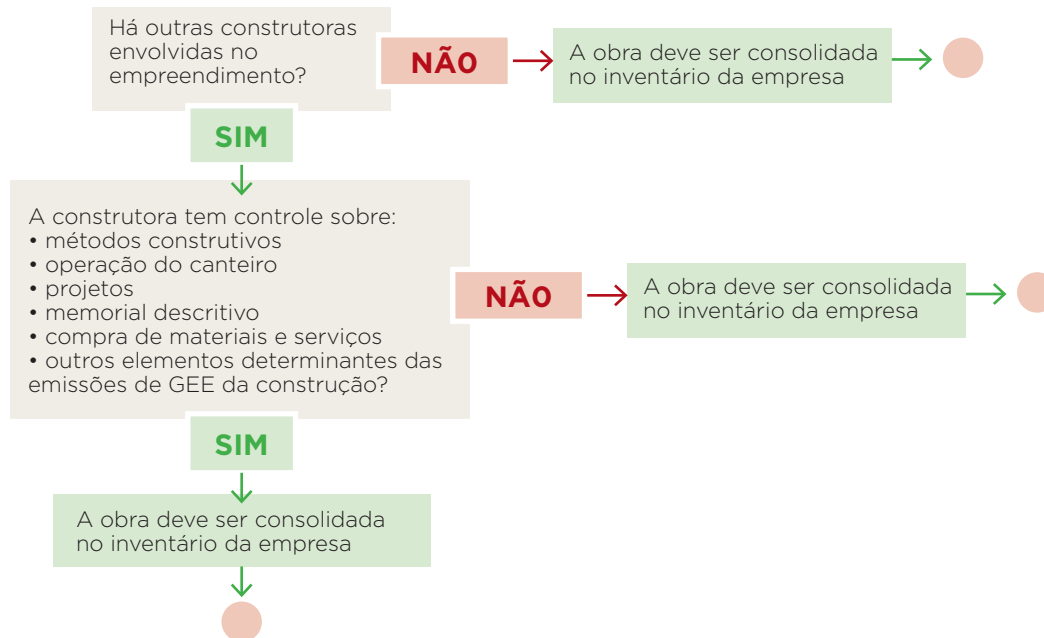 Há outras construtoras
envolvidas no
empreendimento?
NÃO
A obra deve ser consolidada
no inventário da empresa
SIM
A construtora tem controle sobre:
• métodos construtivos
• operação do canteiro
• projetos
• memorial descritivo
• compra de materiais e serviços
• outros elementos determinantes das
emissões de GEE da construção?
NÃO
A obra deve ser consolidada
no inventário da empresa
SIM
A obra deve ser consolidada
no inventário da empresa